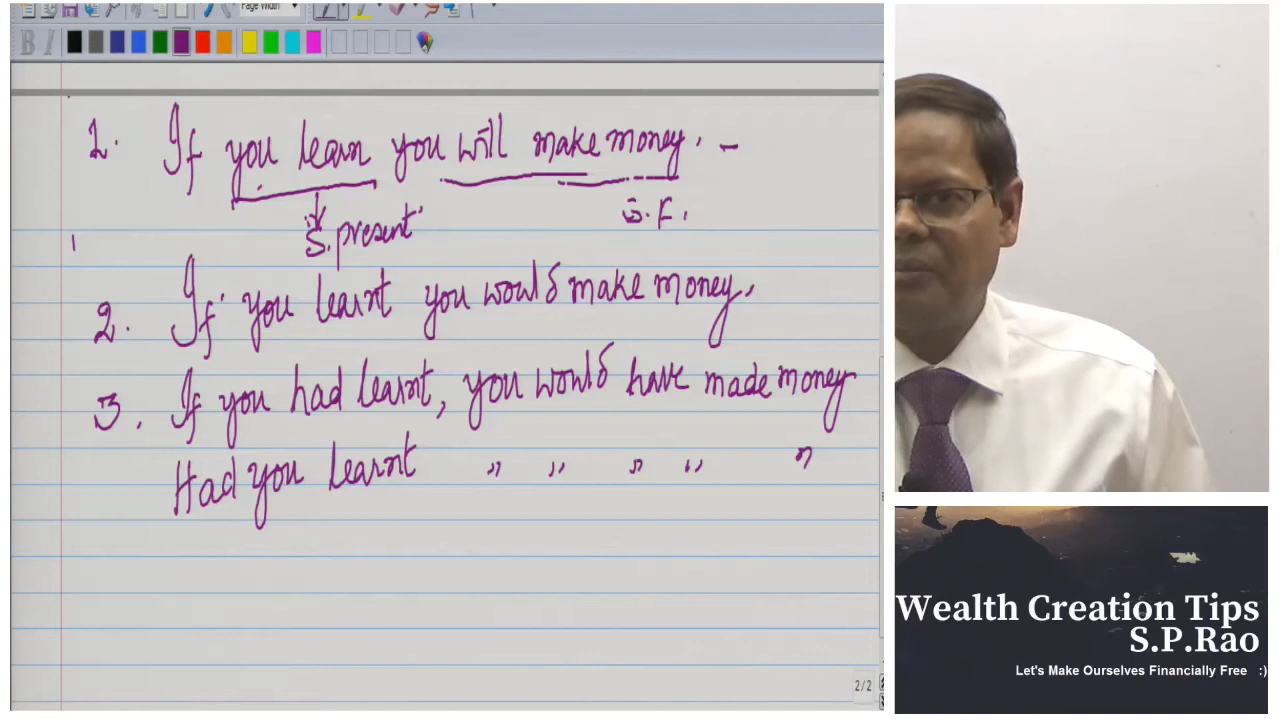 Page Width
B I
1. If you learn you will make money. -
S. present
S. F.
2. If you learnt you would make money,
3. If you had learnt, you would have made money
Had you learnt " " " " "
2/2
Wealth Creation Tips
S.P.Rao
Let's Make Ourselves Financially Free :)